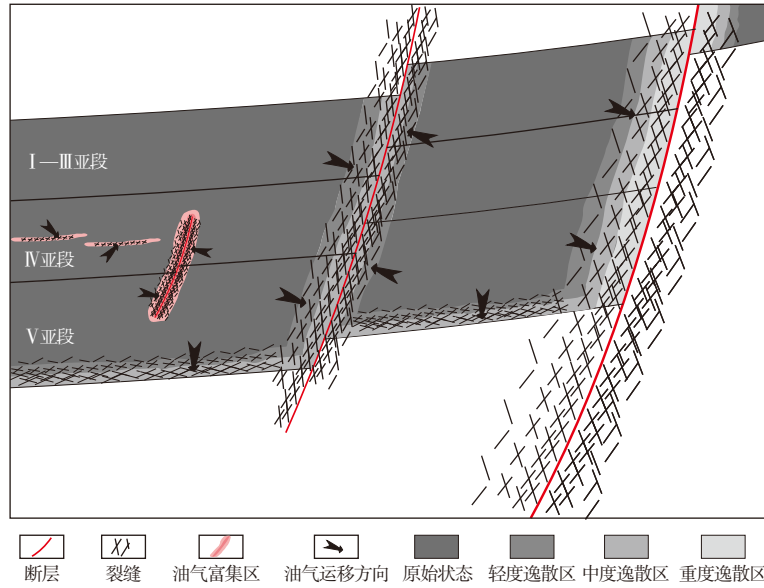 Ⅰ—Ⅲ亚段
Ⅳ亚段
Ⅴ亚段
断层
裂缝
油气富集区
油气运移方向
原始状态
轻度逸散区
中度逸散区
重度逸散区